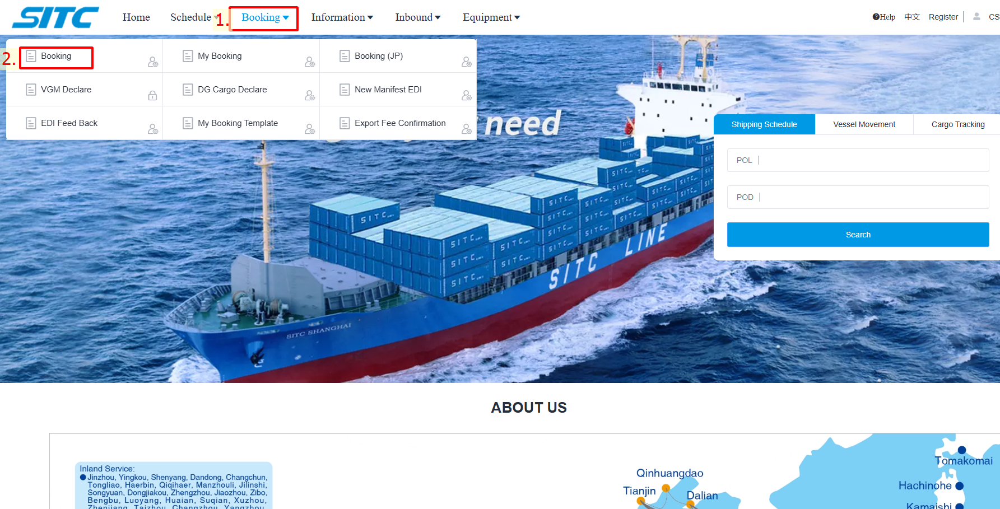 SITC
Home
Schedule
1.
Booking
Information
Inbound
Equipment
Help
中文
Register
CS
2.
Booking
My Booking
Booking (JP)
VGM Declare
DG Cargo Declare
New Manifest EDI
EDI Feed Back
My Booking Template
Export Fee Confirmation
need
Shipping Schedule
Vessel Movement
Cargo Tracking
POL
POD
Search
SITC
SITC
SITC
SITC
SITC LINE
SITC SHANGHAI
ABOUT US
Inland Service:
Jinzhou, Yingkou, Shenyang, Dandong, Changchun,
Tongliao, Haerbin, Qiqihaer, Manzhouli, Jilinshi,
Songyuan, Dongjiakou, Zhengzhou, Jiaozhou, Zibo,
Bengbu, Luoyang, Huaian, Suqian, Xuzhou,
Zhenjiang, Taizhou, Changzhou, Yangzhou,
Qinhuangdao
Tianjin
Dalian
Tomakomai
Hachinohe
Kamaishi